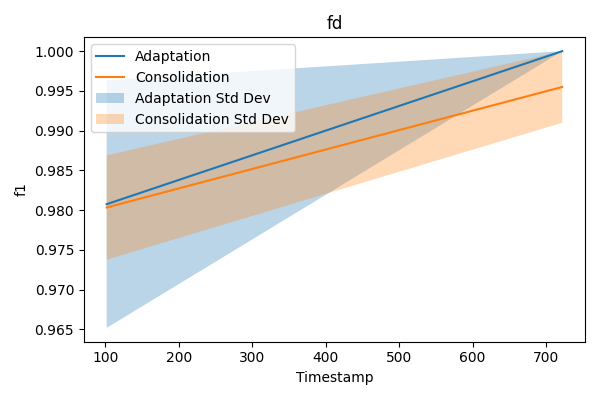 fd
Adaptation
Consolidation
Adaptation Std Dev
Consolidation Std Dev
f1
1.000
0.995
0.990
0.985
0.980
0.975
0.970
0.965
100 200 300 400 500 600 700
Timestamp